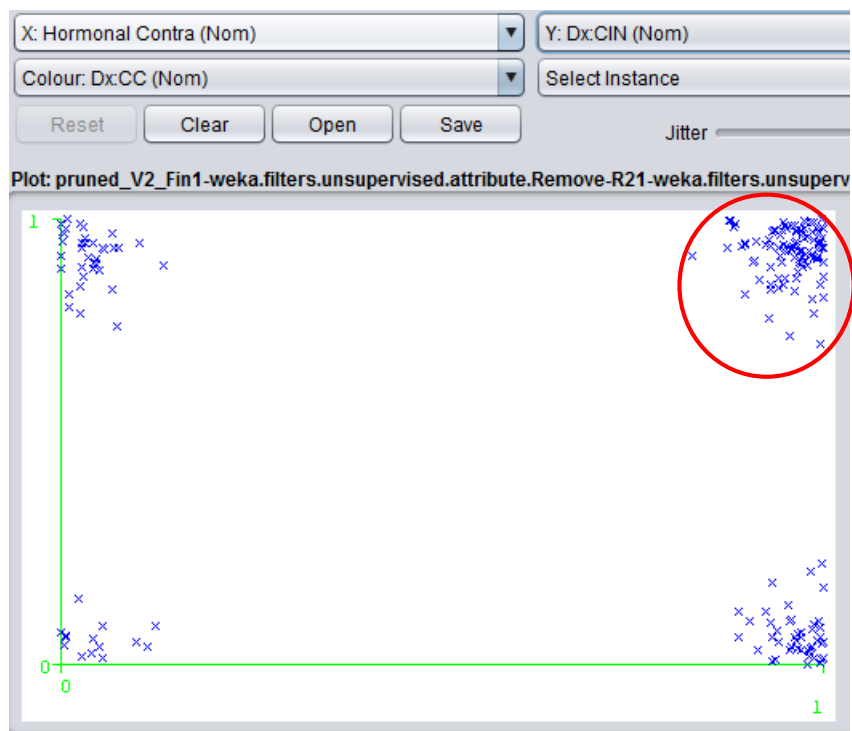 X: Hormonal Contra (Nom)
Y: Dx:CIN (Nom)
Colour: Dx:CC (Nom)
Select Instance
Reset
Clear
Open
Save
Jitter
Plot: pruned_V2_Fin1-weka.filters.unsupervised.attribute.Remove-R21-weka.filters.unsuperv
1
0
0
1